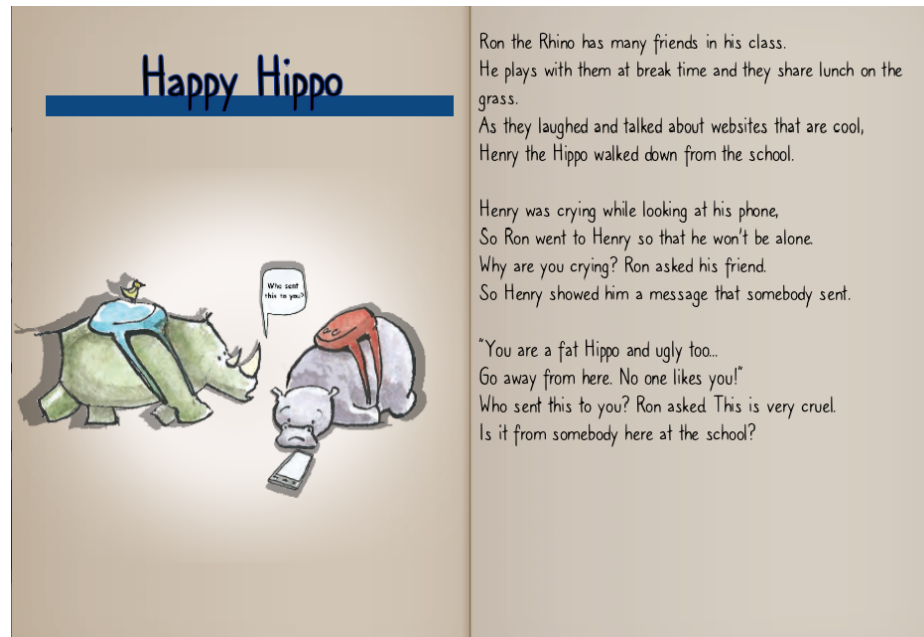 Happy Hippo
Who sent
this to you?
Ron the Rhino has many friends in his class.
He plays with them at break time and they share lunch on the
grass.
As they laughed and talked about websites that are cool,
Henry the Hippo walked down from the school.
Henry was crying while looking at his phone,
So Ron went to Henry so that he won't be alone.
Why are you crying? Ron asked his friend.
So Henry showed him a message that somebody sent.
"You are a fat Hippo and ugly too...
Go away from here. No one likes you!"
Who sent this to you? Ron asked. This is very cruel.
Is it from somebody here at the school?